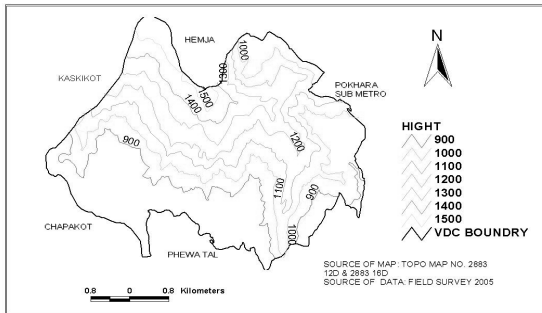 HEMJA
N
1000
KASKIKOT
1300
POKHARA
SUB METRO
1500
1400
HIGHT
900
1000
1100
1200
1300
1400
1500
VDC BOUNDRY
900
1200
1100
900
CHAPAKOT
1000
PHEWA TAL
SOURCE OF MAP: TOPO MAP NO. 2883
12D & 2883 16D
SOURCE OF DATA: FIELD SURVEY 2005
0.8 0 0.8 Kilometers